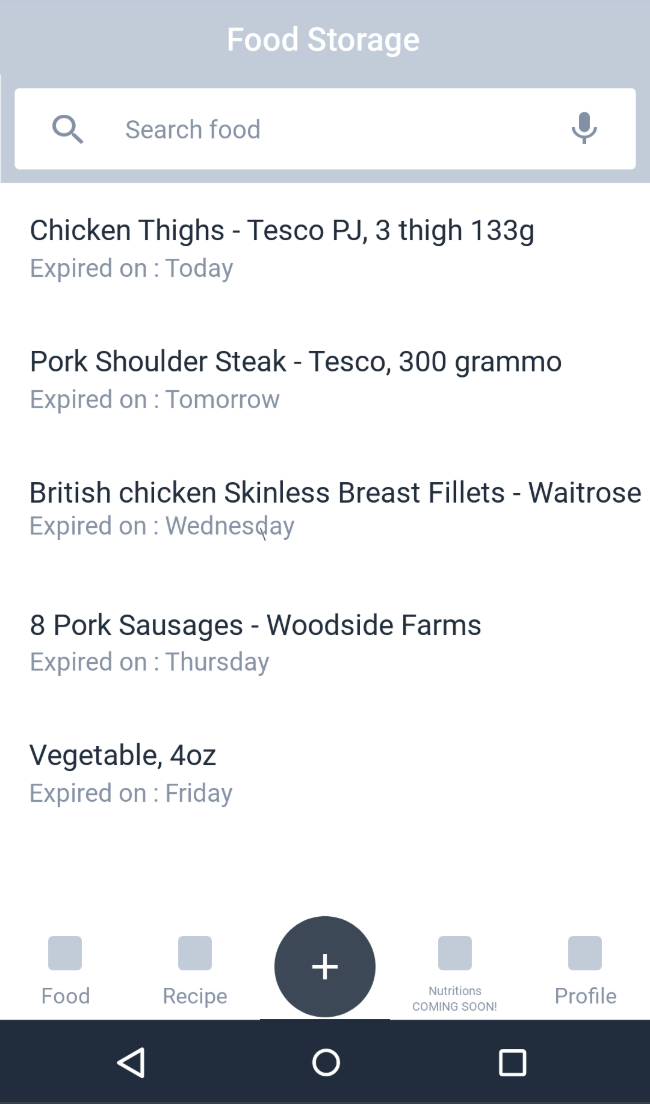 Food Storage
Search food
Chicken Thighs - Tesco PJ, 3 thigh 133g
Expired on : Today
Pork Shoulder Steak - Tesco, 300 grammo
Expired on : Tomorrow
British chicken Skinless Breast Fillets - Waitrose
Expired on : Wednesday
8 Pork Sausages - Woodside Farms
Expired on : Thursday
Vegetable, 4oz
Expired on : Friday
Food
Recipe
+
Nutritions
COMING SOON!
Profile